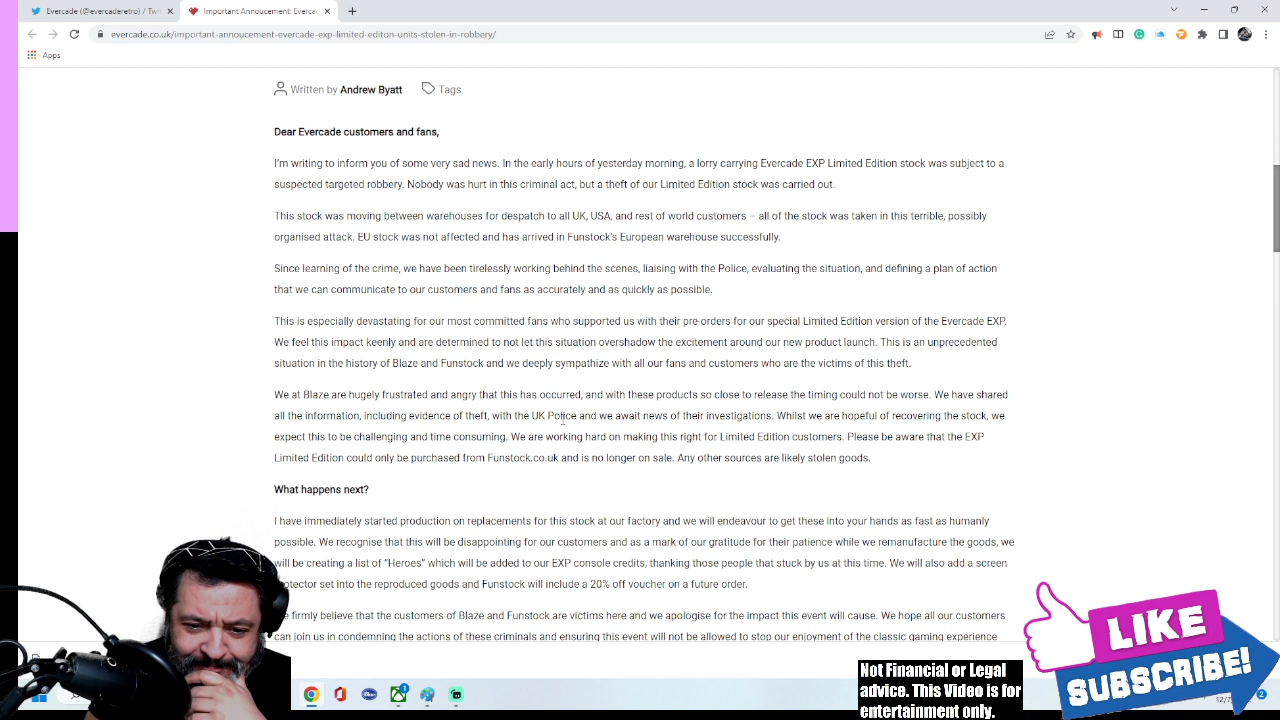 Evercade (@evercaderetro) / Twi
Important Annoucement: Everca
evercade.co.uk/important-annoucement-evercade-exp-limited-editon-units-stolen-in-robbery/
Apps
Written by Andrew Byatt Tags
Dear Evercade customers and fans,
I'm writing to inform you of some very sad news. In the early hours of yesterday morning, a lorry carrying Evercade EXP Limited Edition stock was subject to a
suspected targeted robbery. Nobody was hurt in this criminal act, but a theft of our Limited Edition stock was carried out.
This stock was moving between warehouses for despatch to all UK, USA, and rest of world customers – all of the stock was taken in this terrible, possibly
organised attack. EU stock was not affected and has arrived in Funstock's European warehouse successfully.
Since learning of the crime, we have been tirelessly working behind the scenes, liaising with the Police, evaluating the situation, and defining a plan of action
that we can communicate to our customers and fans as accurately and as quickly as possible.
This is especially devastating for our most committed fans who supported us with their pre-orders for our special Limited Edition version of the Evercade EXP.
We feel this impact keenly and are determined to not let this situation overshadow the excitement around our new product launch. This is an unprecedented
situation in the history of Blaze and Funstock and we deeply sympathize with all our fans and customers who are the victims of this theft.
We at Blaze are hugely frustrated and angry that this has occurred, and with these products so close to release the timing could not be worse. We have shared
all the information, including evidence of theft, with the UK Police and we await news of their investigations. Whilst we are hopeful of recovering the stock, we
expect this to be challenging and time consuming. We are working hard on making this right for Limited Edition customers. Please be aware that the EXP
Limited Edition could only be purchased from Funstock.co.uk and is no longer on sale. Any other sources are likely stolen goods.
What happens next?
I have immediately started production on replacements for this stock at our factory and we will endeavour to get these into your hands as fast as humanly
possible. We recognise that this will be disappointing for our customers and as a mark of our gratitude for their patience while we remanufacture the goods, we
will be creating a list of "Heroes" which will be added to our EXP console credits, thanking those people that stuck by us at this time. We will also add a screen
set into the reproduced goods and Funstock will include a 20% off voucher on a future order.
firmly believe that the customers of Blaze and Funstock are victims here and we apologise for the impact this event will cause. We hope all our customers
can join us in condemning the actions of these criminals and ensuring this event will not be allowed to stop our enjoyment of the classic gaming experience
LIKE
SUBSCRIBE!
Not Financial or Legal
advice. This Video is for
entertainment only.
12/7